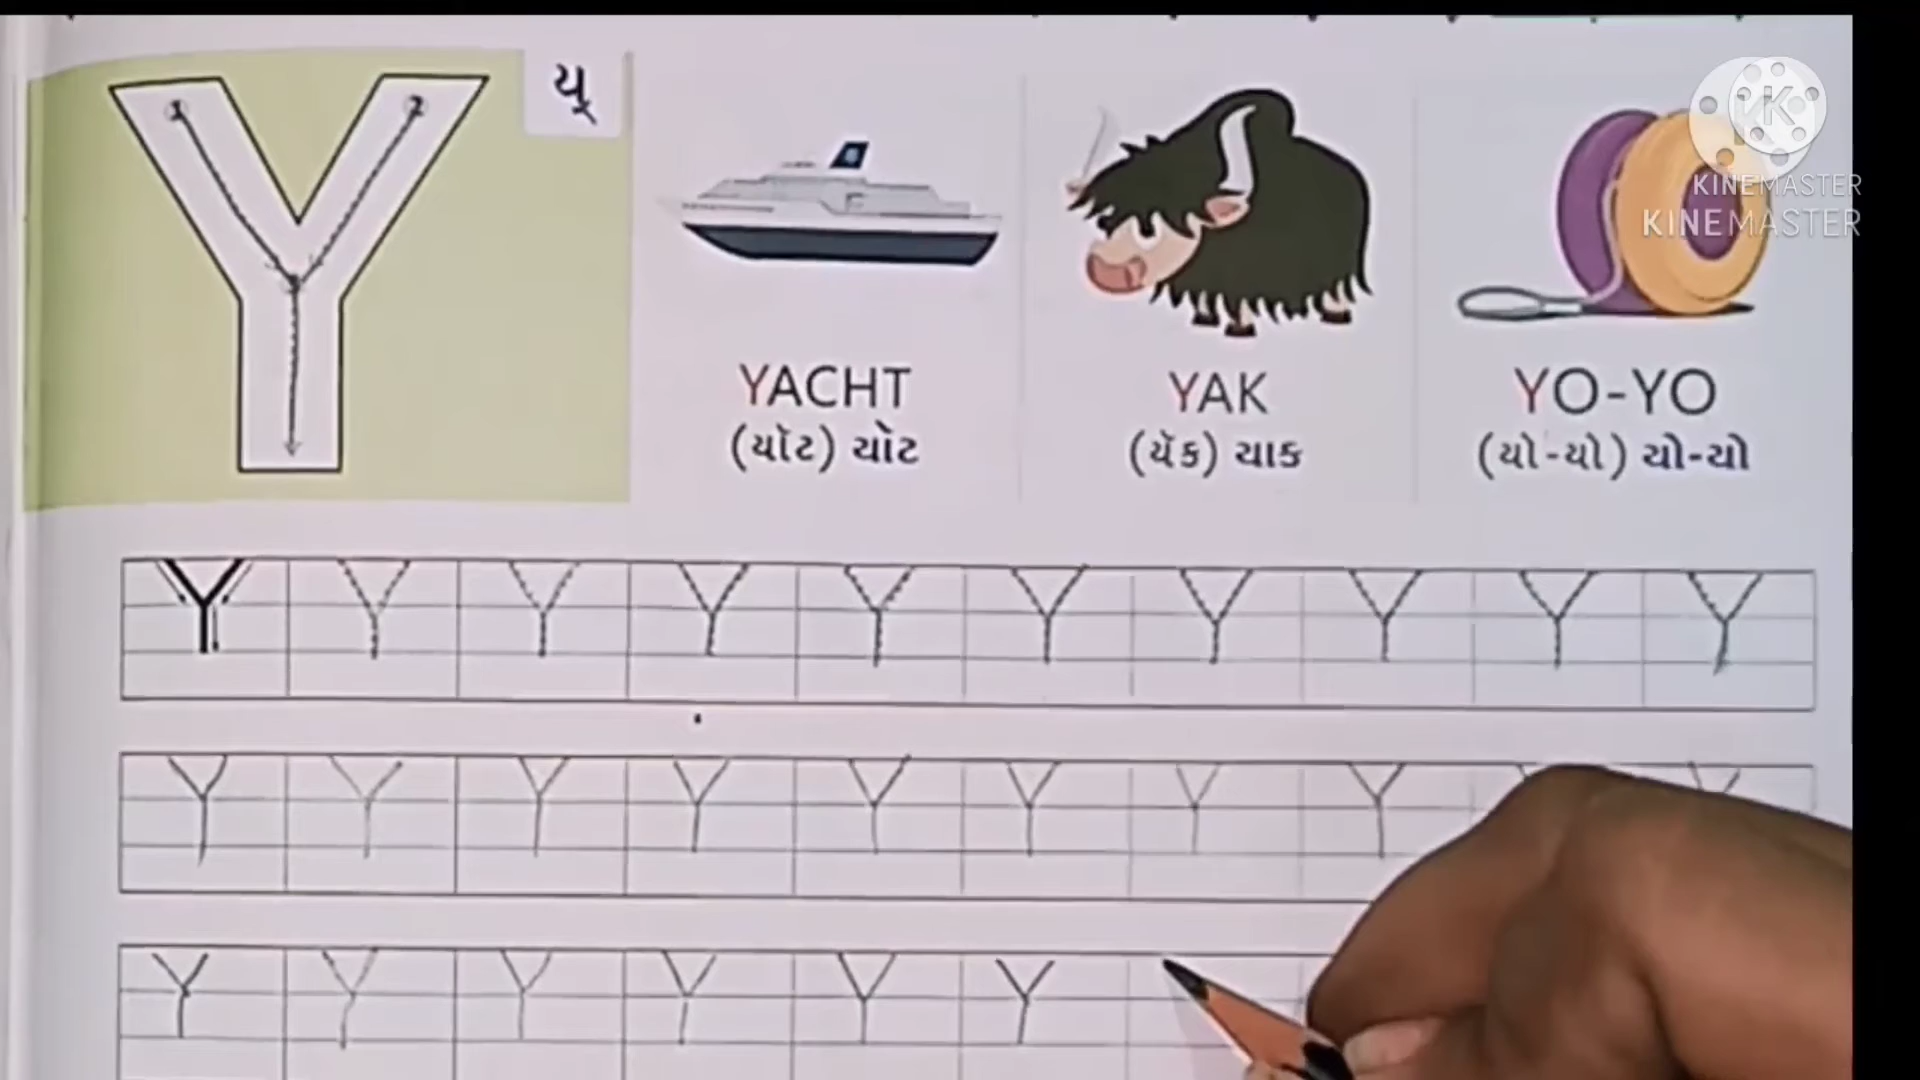 Y
યૂ
YACHT
(યૉટ) યૉટ
YAK
(યૅક) યાક
YO-YO
(યો-યો) યો-યો
KINEMASTER
KINEMASTER
Y Y Y Y Y Y Y Y Y Y
Y Y Y Y Y Y Y Y
Y Y Y Y Y Y